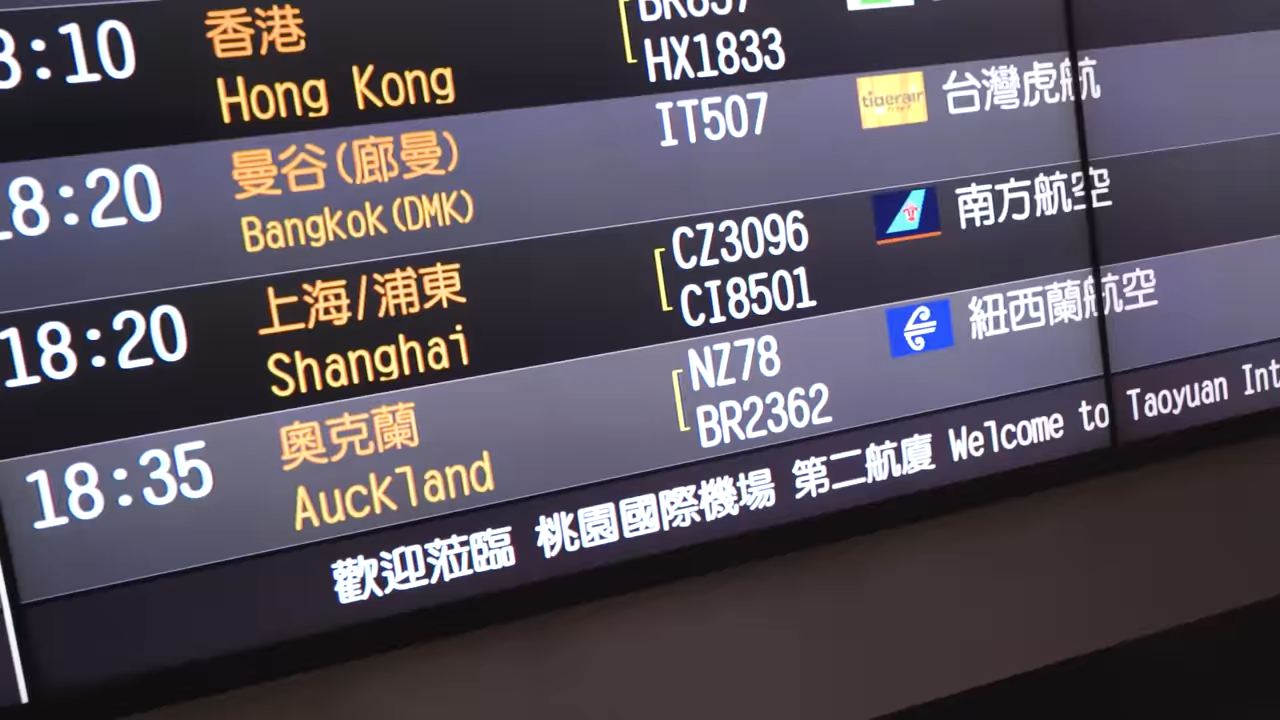 :10 香港 BR857
Hong Kong HX1833
18:20 曼谷(廊曼) IT507 tigerair 台灣虎航
Bangkok(DMK)
18:20 上海/浦東 CZ3096 南方航空
Shanghai CI8501
18:35 奧克蘭 NZ78 紐西蘭航空
Auckland BR2362
歡迎蒞臨 桃園國際機場 第二航廈 Welcome to Taoyuan Int